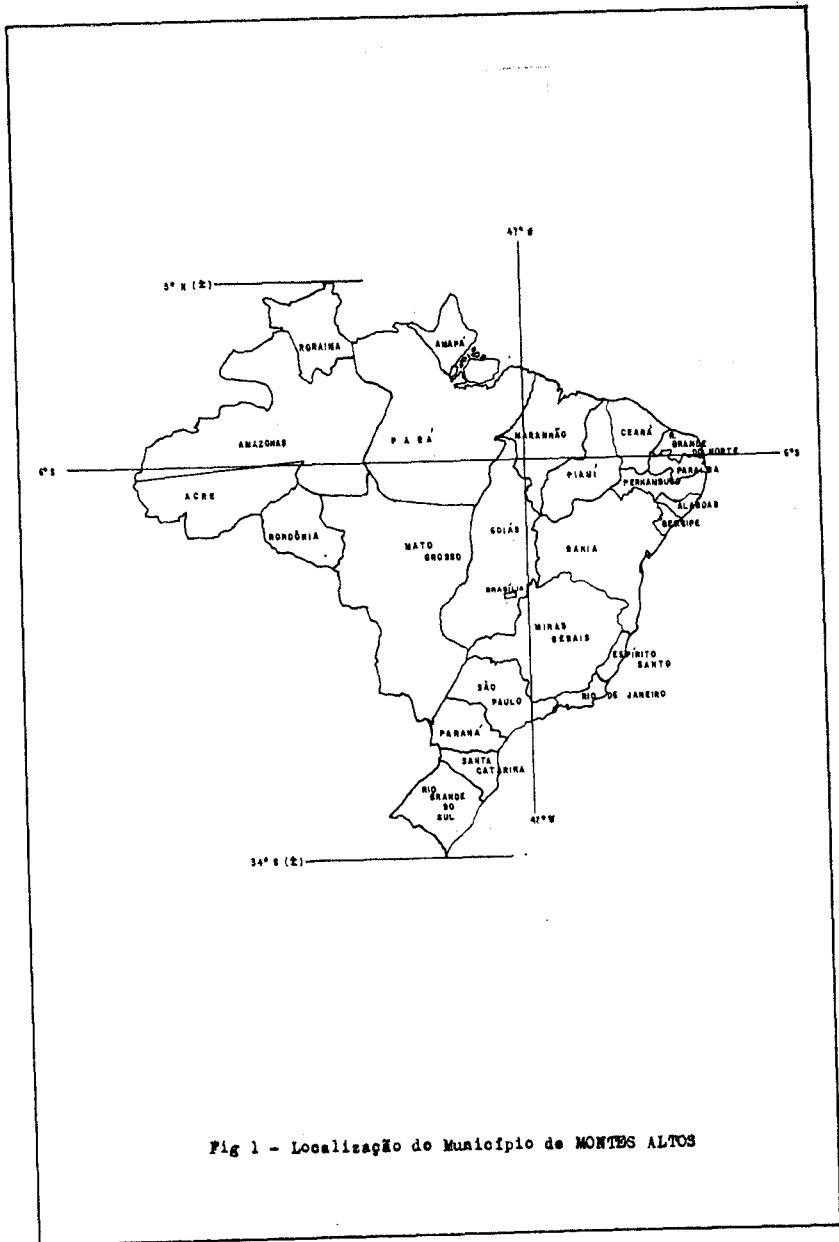 47° W
5° N (±)
RORAIMA
AMAPÁ
AMAZONAS
PARÁ
MARANHÃO
CEARÁ
R.
GRANDE
DO NORTE
6° S
6° S
PARAIBA
PIAUÍ
PERNAMBUCO
ACRE
ALAGOAS
SERGIPE
RONDÔNIA
MATO
GROSSO
GOIÁS
BAHIA
BRASÍLIA
MINAS
GERAIS
ESPÍRITO
SANTO
SÃO
PAULO
RIO DE JANEIRO
PARANÁ
SANTA
CATARINA
RIO
GRANDE
DO
SUL
47° W
34° S (±)
Fig 1 - Localização do Município de MONTES ALTOS